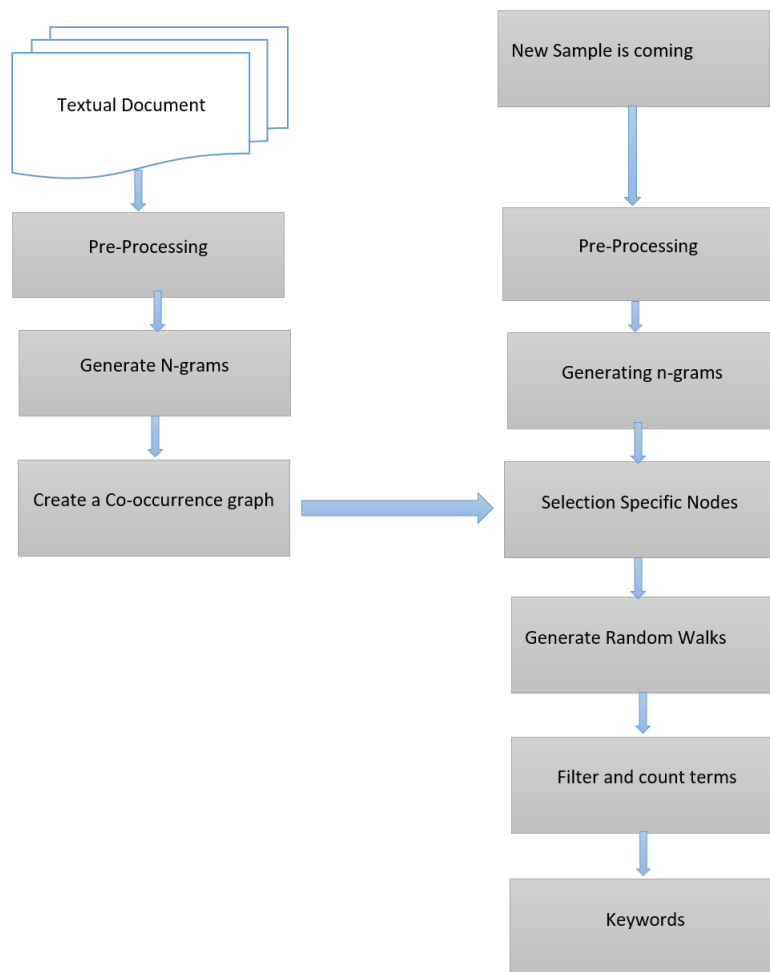 Textual Document
Pre-Processing
Generate N-grams
Create a Co-occurrence graph
New Sample is coming
Pre-Processing
Generating n-grams
Selection Specific Nodes
Generate Random Walks
Filter and count terms
Keywords